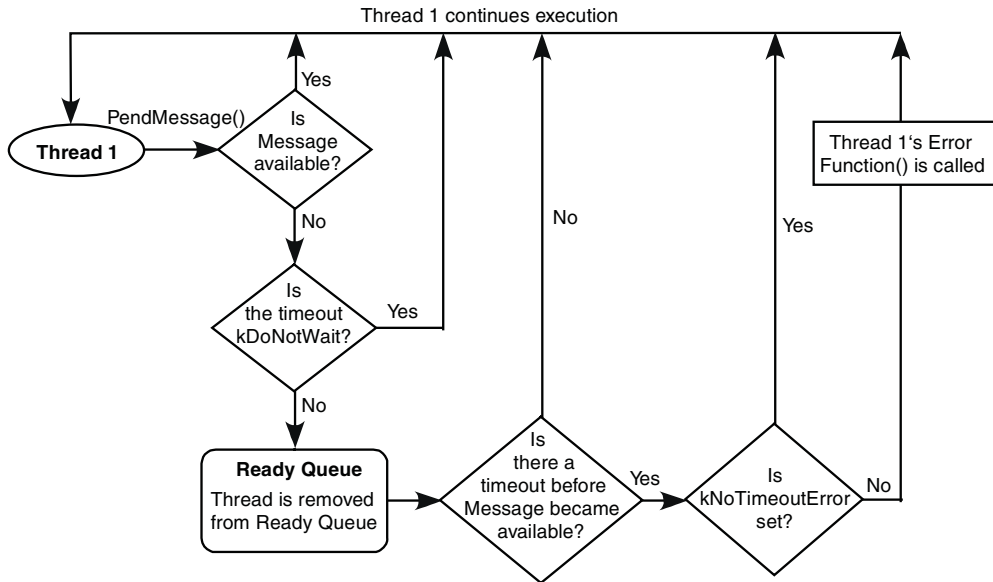 Thread 1 continues execution
Yes
PendMessage()
Is
Message
available?
Thread 1
Thread 1‘s Error
Function() is called
No
No
Yes
Is
the timeout
kDoNotWait?
Yes
No
Ready Queue
Thread is removed
from Ready Queue
Is
there a
timeout before
Message became
available?
Yes
Is
kNoTimeoutError
set?
No